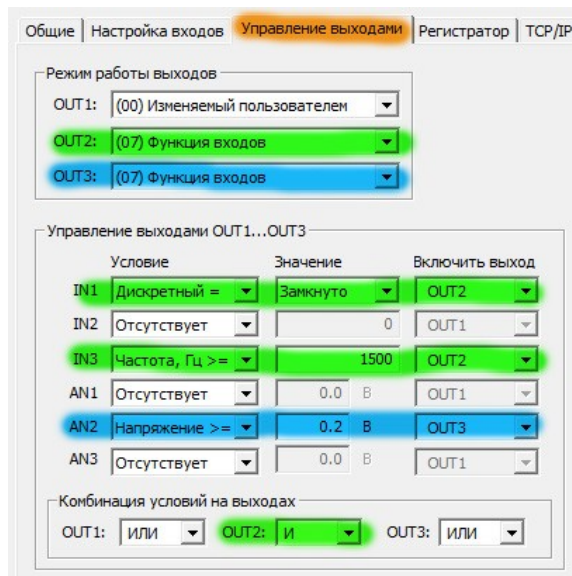 Общие Настройка входов Управление выходами Регистратор TCP/IP
Режим работы выходов
OUT1: (00) Изменяемый пользователем
OUT2: (07) Функция входов
OUT3: (07) Функция входов
Управление выходами OUT1...OUT3
Условие Значение Включить выход
IN1 Дискретный = Замкнуто OUT2
IN2 Отсутствует 0 OUT1
IN3 Частота, Гц >= 1500 OUT2
AN1 Отсутствует 0.0 В OUT1
AN2 Напряжение >= 0.2 В OUT3
AN3 Отсутствует 0.0 В OUT1
Комбинация условий на выходах
OUT1: ИЛИ OUT2: И OUT3: ИЛИ